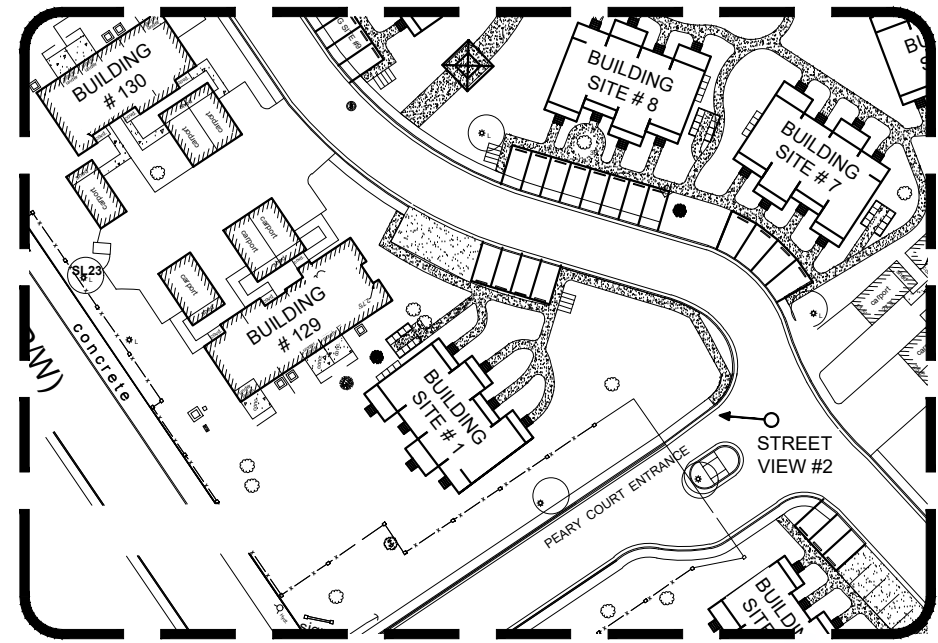 BUILDING
# 130
carport
carport
carport
BUILDING
SITE # 8
BUILDING
SITE # 7
carport
carport
carport
SL23
BUILDING
# 129
concrete
BUILDING
SITE # 1
STREET
VIEW #2
PEARY COURT ENTRANCE